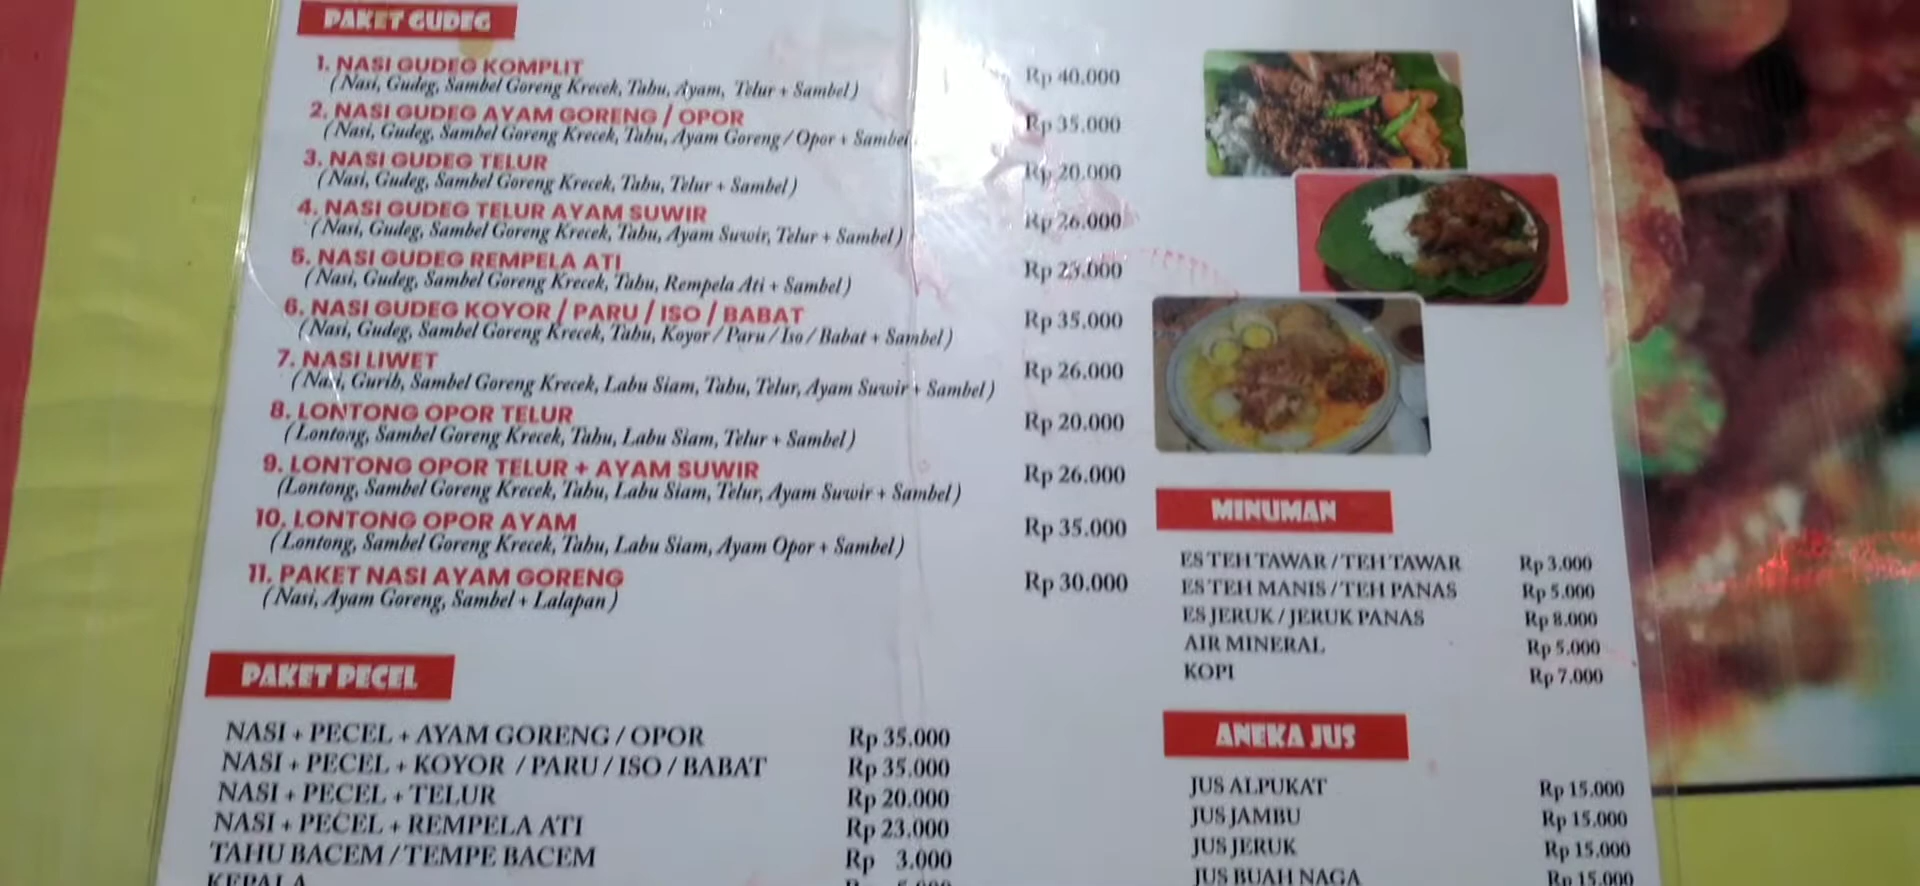 PAKET GUDEG
1. NASI GUDEG KOMPLIT Rp 40.000
(Nasi, Gudeg, Sambel Goreng Krecek, Tahu, Ayam, Telur + Sambel)
2. NASI GUDEG AYAM GORENG / OPOR Rp 35.000
(Nasi, Gudeg, Sambel Goreng Krecek, Tahu, Ayam Goreng / Opor + Sambel
3. NASI GUDEG TELUR Rp 20.000
(Nasi, Gudeg, Sambel Goreng Krecek, Tahu, Telur + Sambel)
4. NASI GUDEG TELUR AYAM SUWIR Rp 26.000
(Nasi, Gudeg, Sambel Goreng Krecek, Tahu, Ayam Suwir, Telur + Sambel)
5. NASI GUDEG REMPELA ATI Rp 23.000
(Nasi, Gudeg, Sambel Goreng Krecek, Tahu, Rempela Ati + Sambel)
6. NASI GUDEG KOYOR / PARU / ISO / BABAT Rp 35.000
(Nasi, Gudeg, Sambel Goreng Krecek, Tahu, Koyor / Paru / Iso / Babat + Sambel)
7. NASI LIWET Rp 26.000
(Nasi, Gurih, Sambel Goreng Krecek, Labu Siam, Tahu, Telur, Ayam Suwir + Sambel)
8. LONTONG OPOR TELUR Rp 20.000
(Lontong, Sambel Goreng Krecek, Tahu, Labu Siam, Telur + Sambel)
9. LONTONG OPOR TELUR + AYAM SUWIR Rp 26.000
(Lontong, Sambel Goreng Krecek, Tahu, Labu Siam, Telur, Ayam Suwir + Sambel)
10. LONTONG OPOR AYAM Rp 35.000
(Lontong, Sambel Goreng Krecek, Tahu, Labu Siam, Ayam Opor + Sambel)
11. PAKET NASI AYAM GORENG Rp 30.000
(Nasi, Ayam Goreng, Sambel + Lalapan)
PAKET PECEL
NASI + PECEL + AYAM GORENG / OPOR Rp 35.000
NASI + PECEL + KOYOR / PARU / ISO / BABAT Rp 35.000
NASI + PECEL + TELUR Rp 20.000
NASI + PECEL + REMPELA ATI Rp 23.000
TAHU BACEM / TEMPE BACEM Rp 3.000
KEPALA
MINUMAN
ES TEH TAWAR / TEH TAWAR Rp 3.000
ES TEH MANIS / TEH PANAS Rp 5.000
ES JERUK / JERUK PANAS Rp 8.000
AIR MINERAL Rp 5.000
KOPI Rp 7.000
ANEKA JUS
JUS ALPUKAT Rp 15.000
JUS JAMBU Rp 15.000
JUS JERUK Rp 15.000
JUS BUAH NAGA Rp 15.000